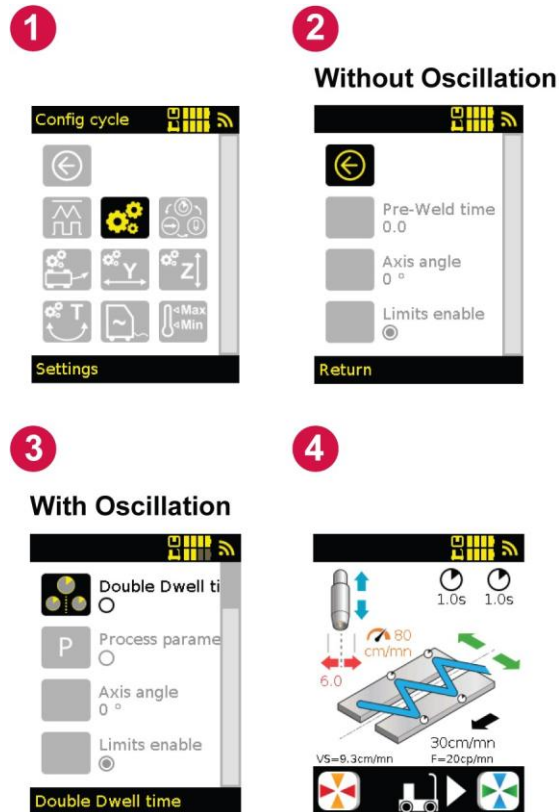 1
2
Without Oscillation
Config cycle
Y
Z
T
Max
Min
Settings
Pre-Weld time
0.0
Axis angle
0 °
Limits enable
Return
3
With Oscillation
Double Dwell ti
P
Process parame
Axis angle
0 °
Limits enable
Double Dwell time
4
1.0s 1.0s
80
cm/mn
6.0
30cm/mn
VS=9.3cm/mn F=20cp/mn